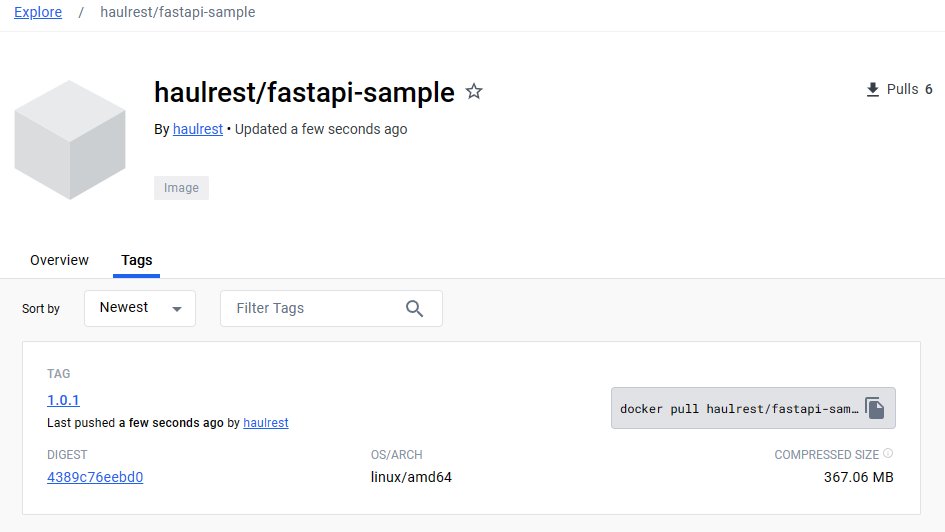 Explore / haulrest/fastapi-sample
haulrest/fastapi-sample
Pulls 6
By haulrest • Updated a few seconds ago
Image
Overview Tags
Sort by Newest Filter Tags
TAG
1.0.1
docker pull haulrest/fastapi-sam…
Last pushed a few seconds ago by haulrest
DIGEST OS/ARCH COMPRESSED SIZE
4389c76eebd0 linux/amd64 367.06 MB